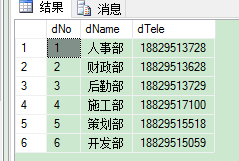 结果 消息
dNo dName dTele
1 1 人事部 18829513728
2 2 财政部 18829513628
3 3 后勤部 18829513729
4 4 施工部 18829517100
5 5 策划部 18829515518
6 6 开发部 18829515059